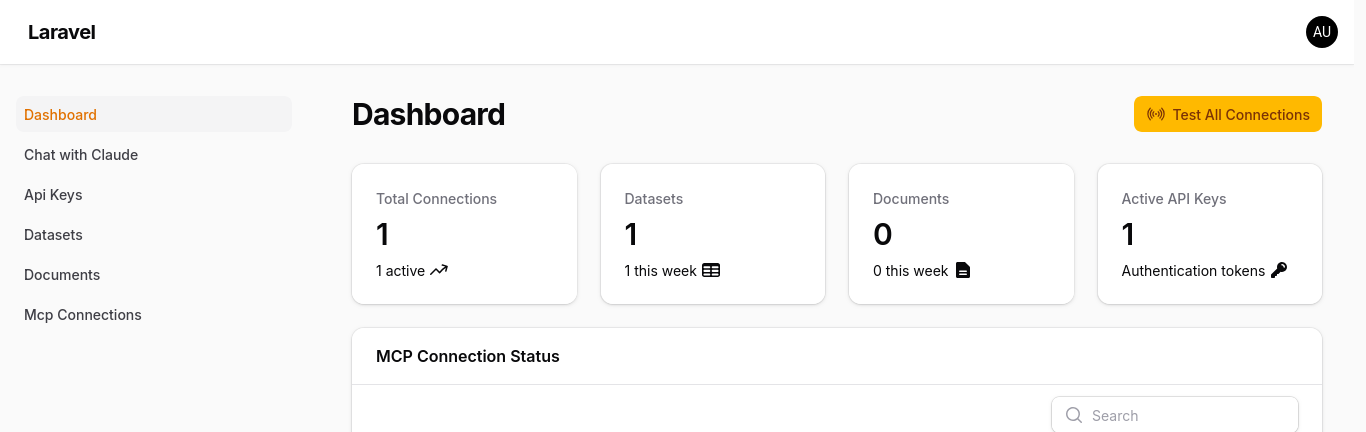 Laravel
AU
Dashboard
Chat with Claude
Api Keys
Datasets
Documents
Mcp Connections
Dashboard
Test All Connections
Total Connections
1
1 active
Datasets
1
1 this week
Documents
0
0 this week
Active API Keys
1
Authentication tokens
MCP Connection Status
Search